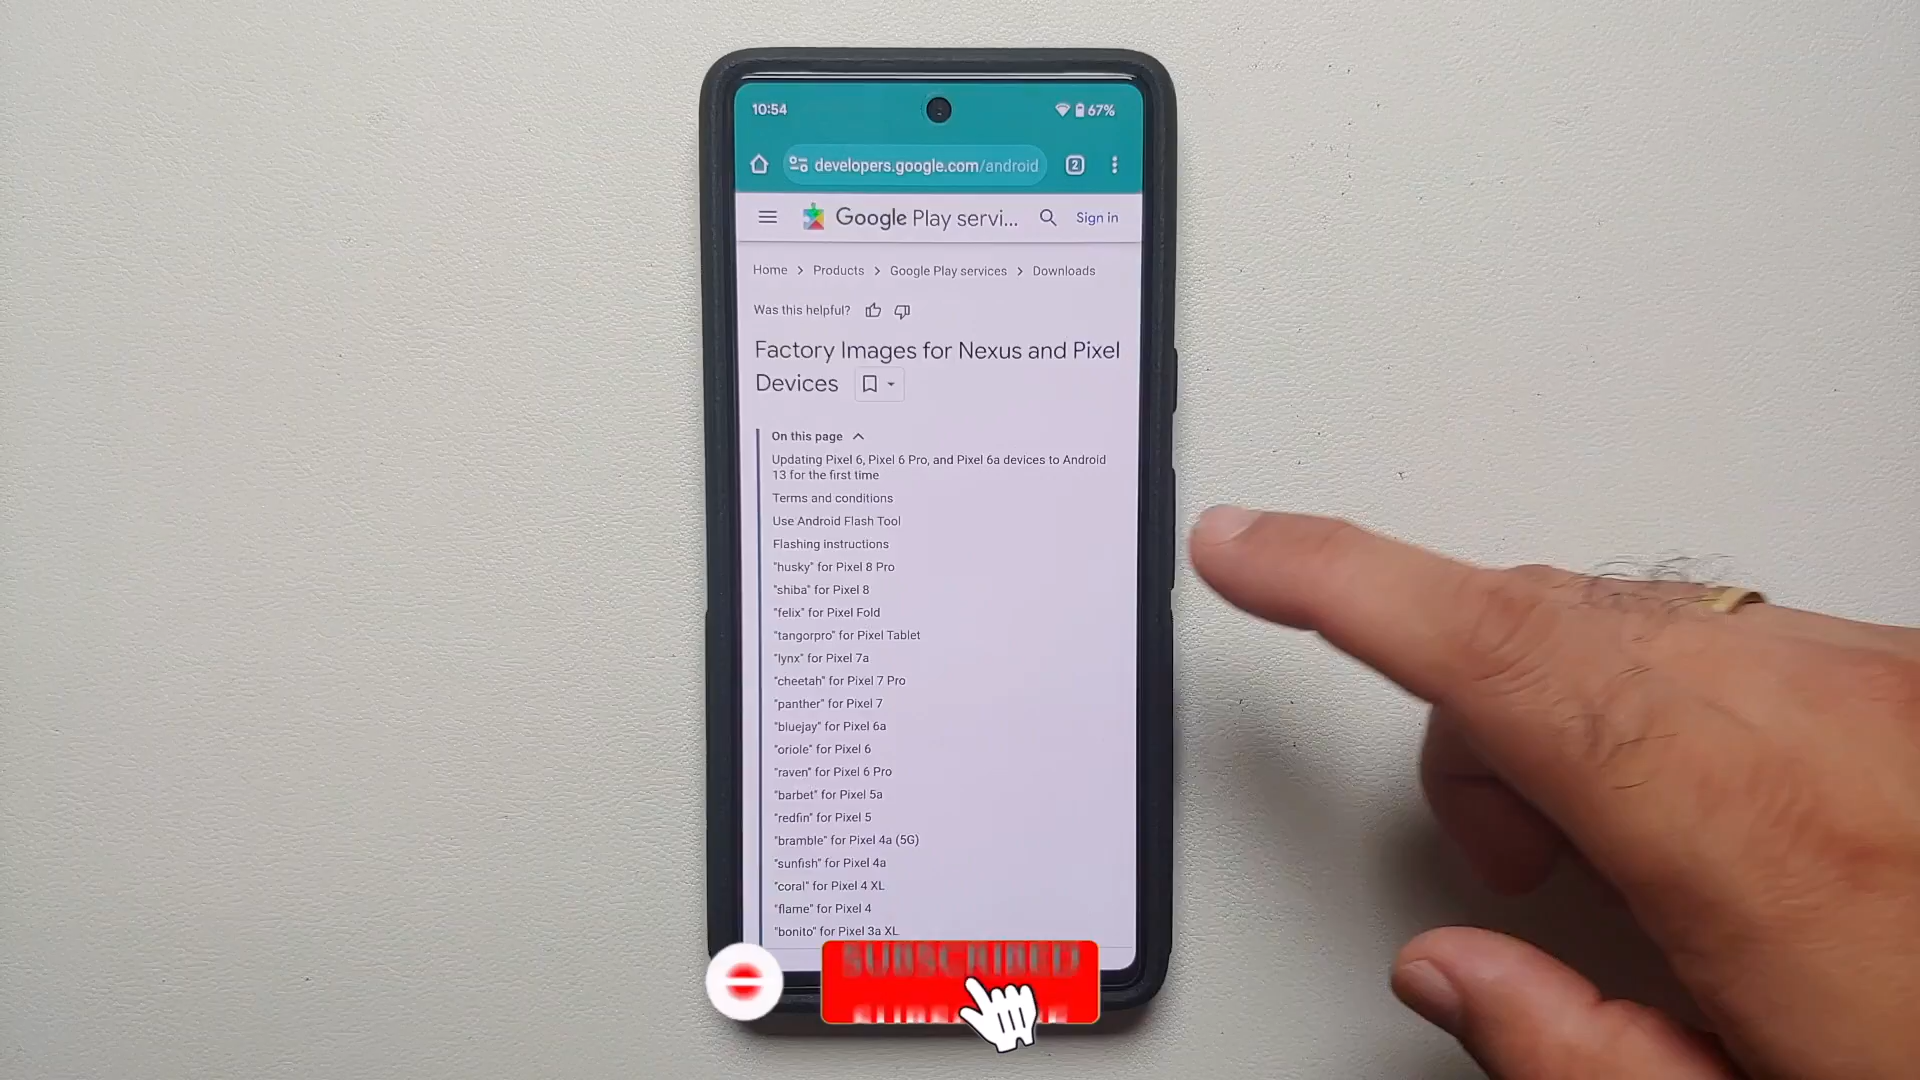 10:54
67%
developers.google.com/android
2
Google Play servi...
Sign in
Home > Products > Google Play services > Downloads
Was this helpful?
Factory Images for Nexus and Pixel
Devices
On this page
Updating Pixel 6, Pixel 6 Pro, and Pixel 6a devices to Android
13 for the first time
Terms and conditions
Use Android Flash Tool
Flashing instructions
"husky" for Pixel 8 Pro
"shiba" for Pixel 8
"felix" for Pixel Fold
"tangorpro" for Pixel Tablet
"lynx" for Pixel 7a
"cheetah" for Pixel 7 Pro
"panther" for Pixel 7
"bluejay" for Pixel 6a
"oriole" for Pixel 6
"raven" for Pixel 6 Pro
"barbet" for Pixel 5a
"redfin" for Pixel 5
"bramble" for Pixel 4a (5G)
"sunfish" for Pixel 4a
"coral" for Pixel 4 XL
"flame" for Pixel 4
"bonito" for Pixel 3a XL
SUBSCRIBED